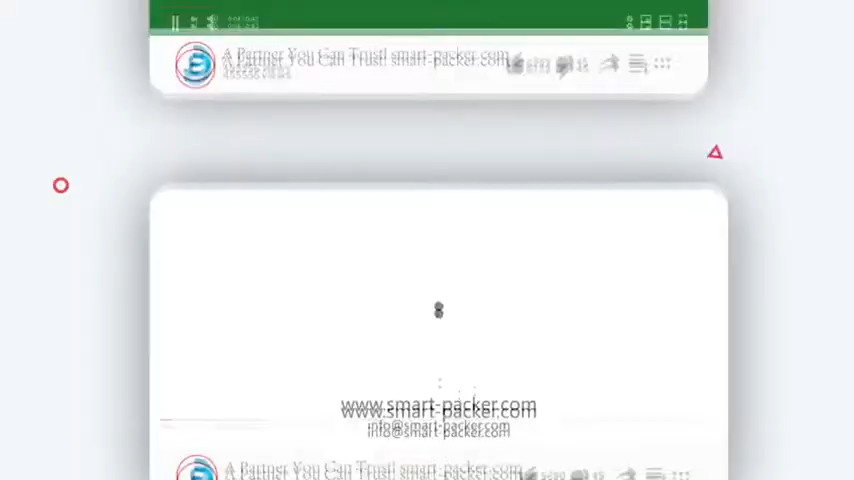 A Partner You Can Trust! smart-packer.com
www.smart-packer.com
info@smart-packer.com
A Partner You Can Trust! smart-packer.com